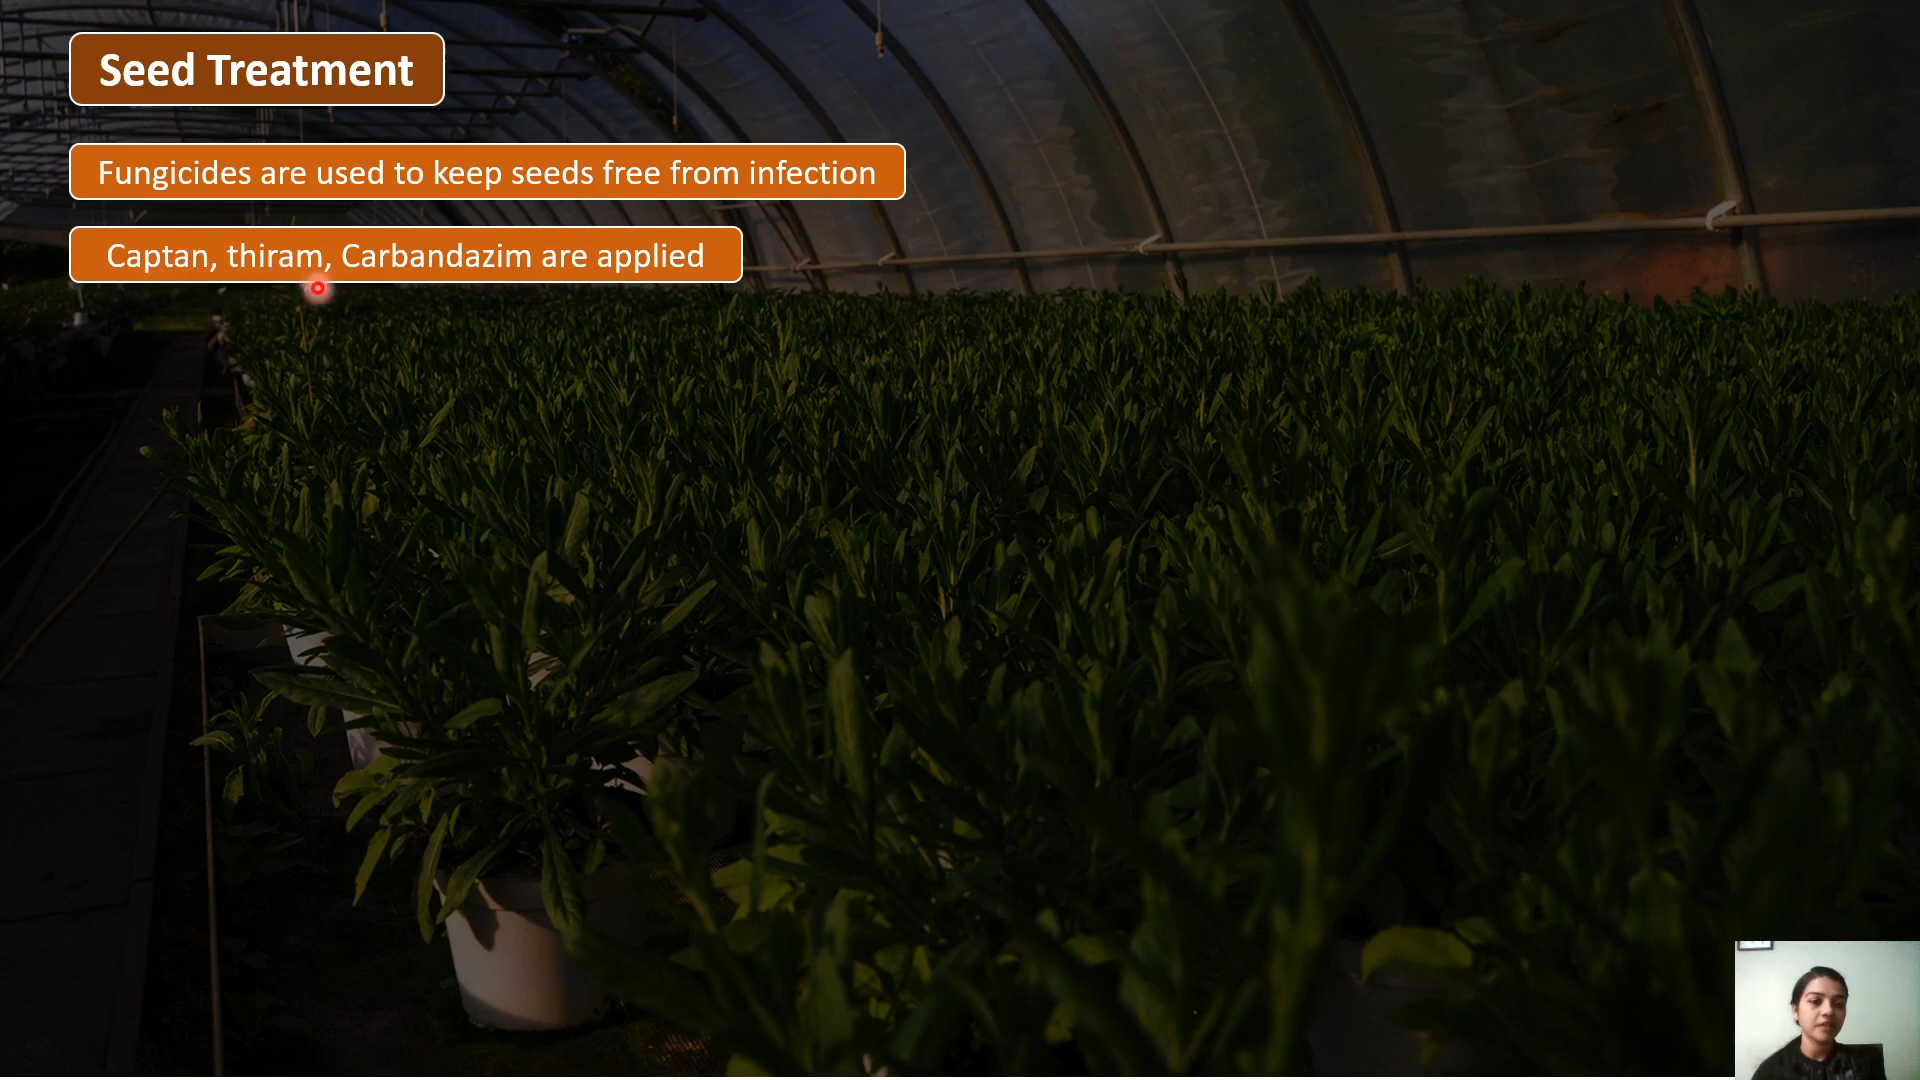 Seed Treatment
Fungicides are used to keep seeds free from infection
Captan, thiram, Carbandazim are applied